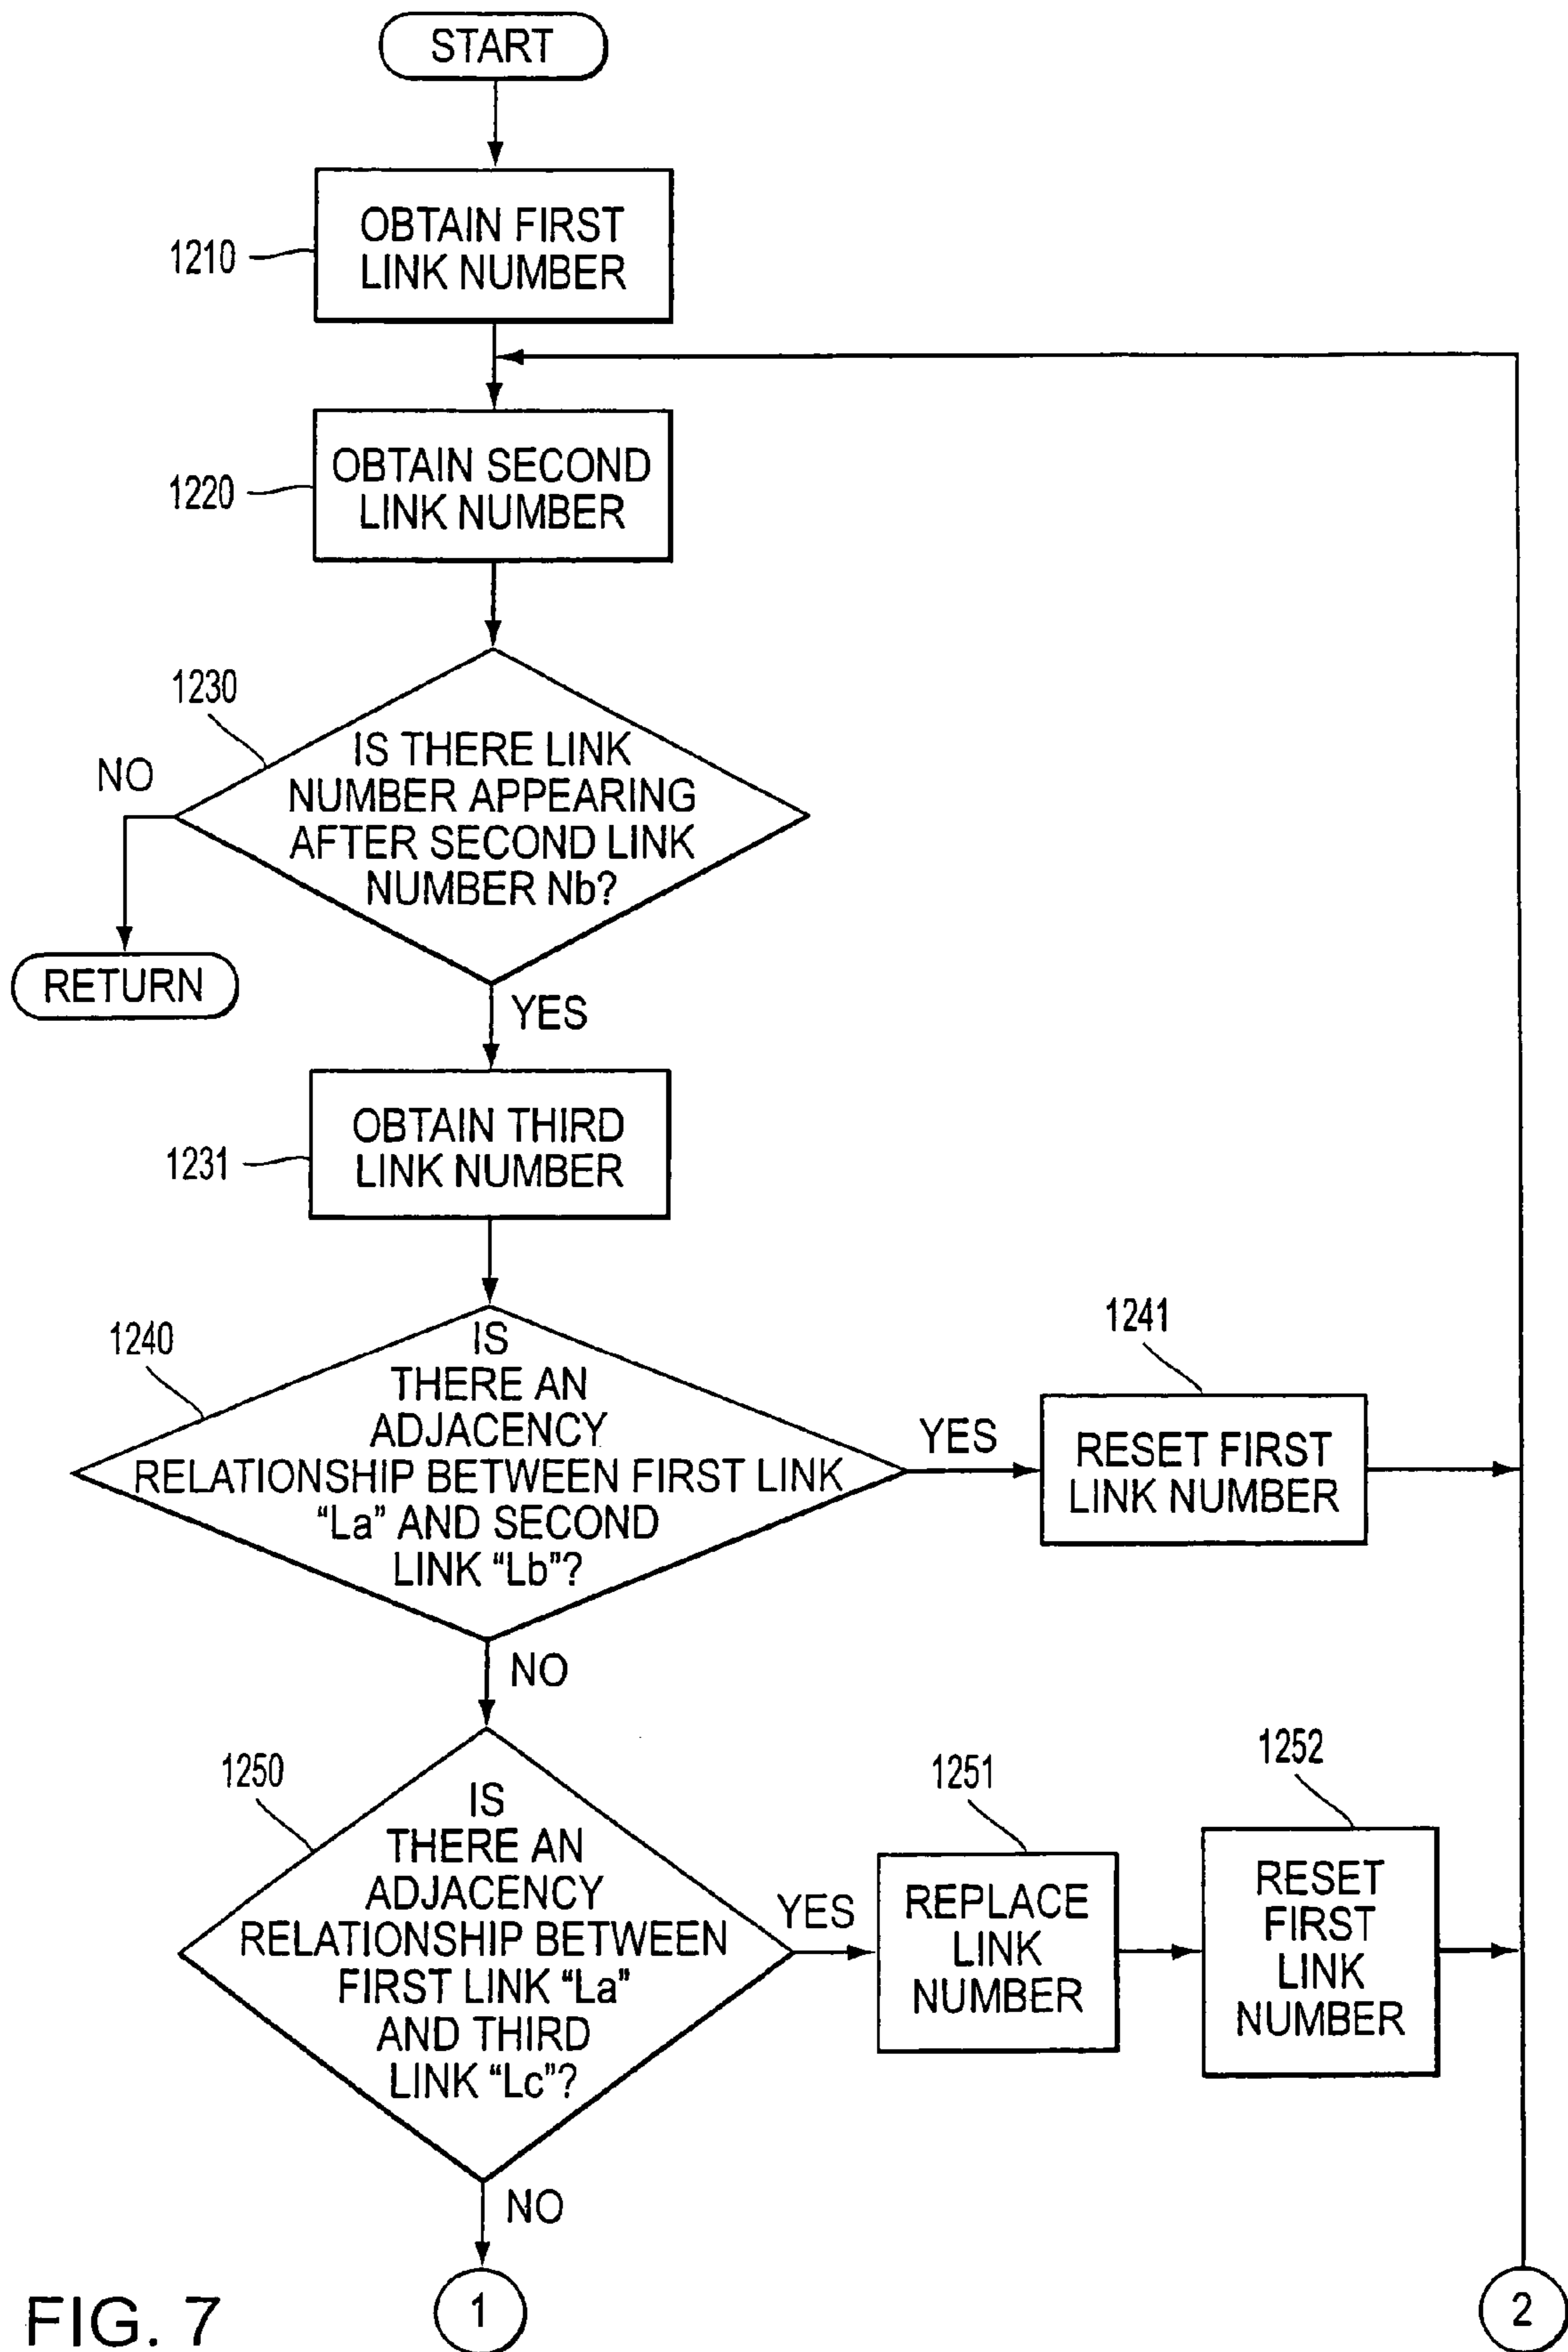 START
OBTAIN FIRST
LINK NUMBER
1210
OBTAIN SECOND
LINK NUMBER
1220
1230
IS THERE LINK
NUMBER APPEARING
AFTER SECOND LINK
NUMBER Nb?
NO
RETURN
YES
OBTAIN THIRD
LINK NUMBER
1231
1240
IS
THERE AN
ADJACENCY
RELATIONSHIP BETWEEN FIRST LINK
"La" AND SECOND
LINK "Lb"?
YES
1241
RESET FIRST
LINK NUMBER
NO
1250
IS
THERE AN
ADJACENCY
RELATIONSHIP BETWEEN
FIRST LINK "La"
AND THIRD
LINK "Lc"?
YES
1251
REPLACE
LINK
NUMBER
1252
RESET
FIRST
LINK
NUMBER
NO
1
2
FIG. 7